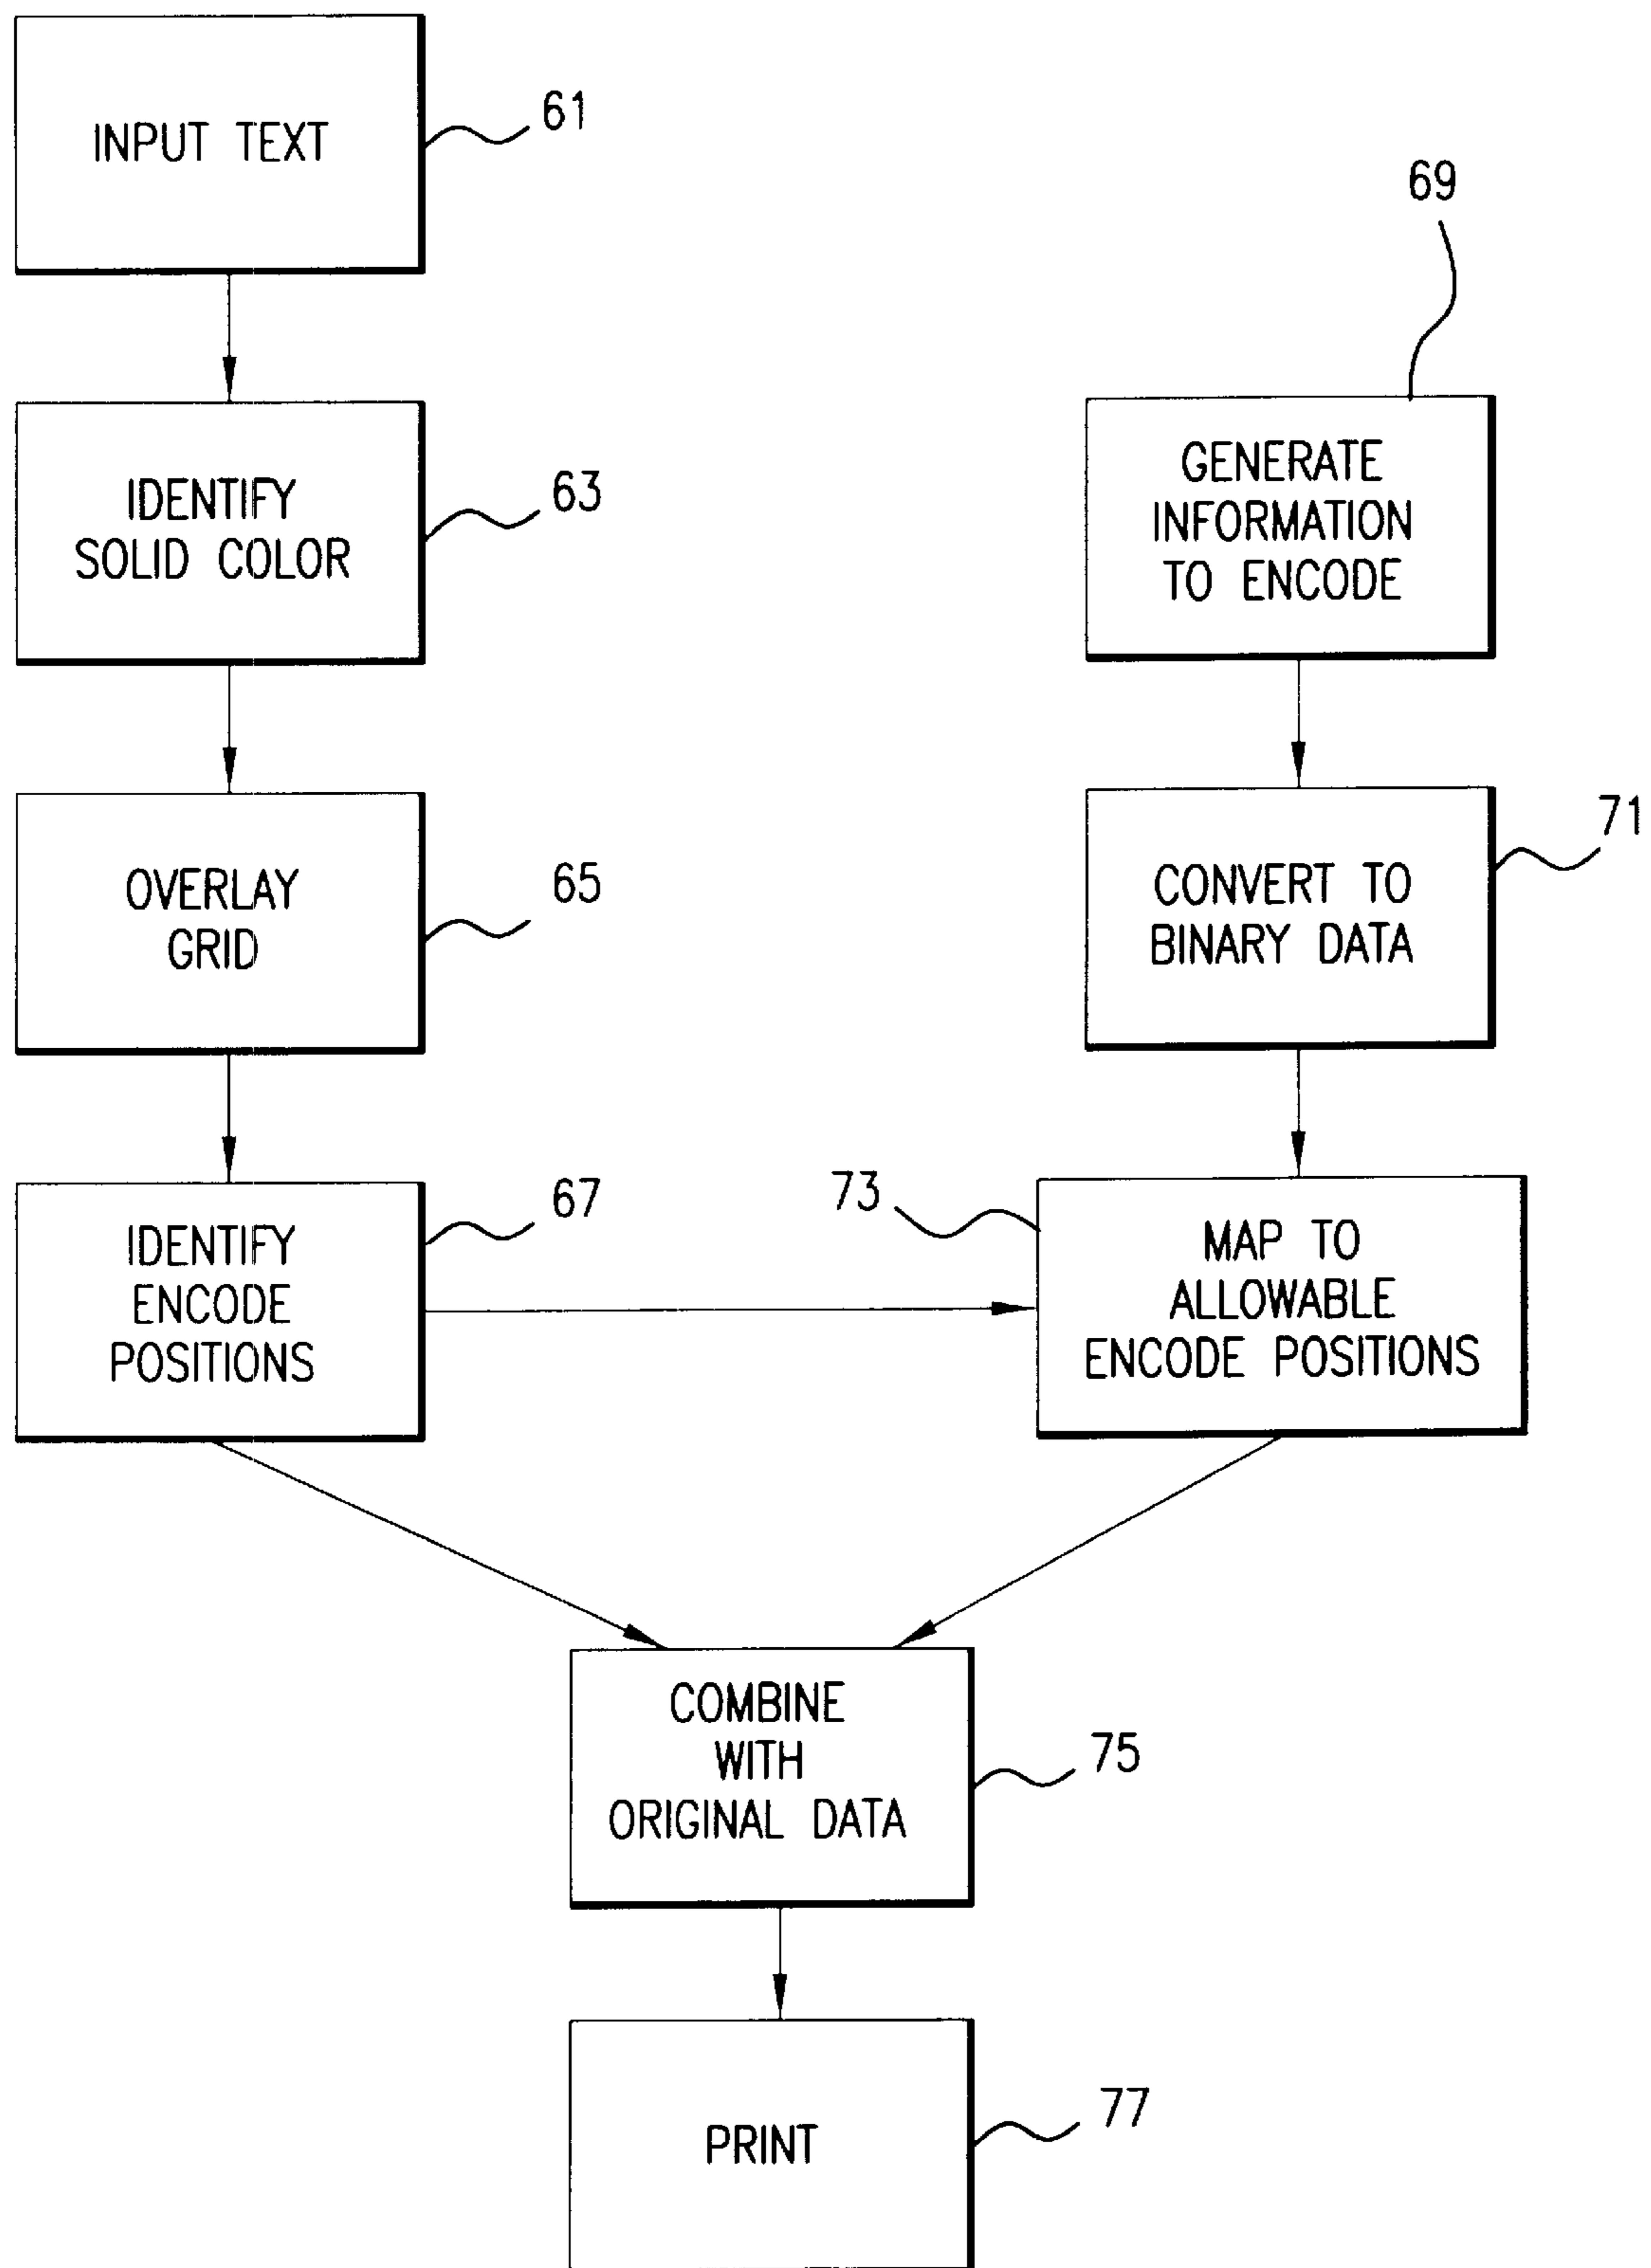 INPUT TEXT
61
IDENTIFY
SOLID COLOR
63
OVERLAY
GRID
65
IDENTIFY
ENCODE
POSITIONS
67
69
GENERATE
INFORMATION
TO ENCODE
71
CONVERT TO
BINARY DATA
73
MAP TO
ALLOWABLE
ENCODE POSITIONS
COMBINE
WITH
ORIGINAL DATA
75
PRINT
77